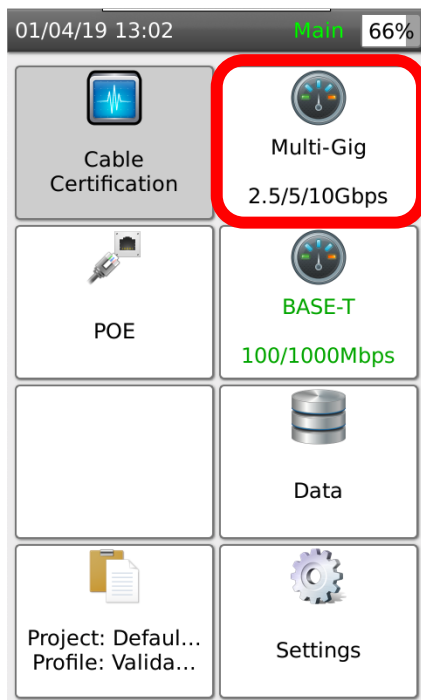 01/04/19 13:02 Main 66%
Cable
Certification
Multi-Gig
2.5/5/10Gbps
POE
BASE-T
100/1000Mbps
Data
Project: Defaul...
Profile: Valida...
Settings